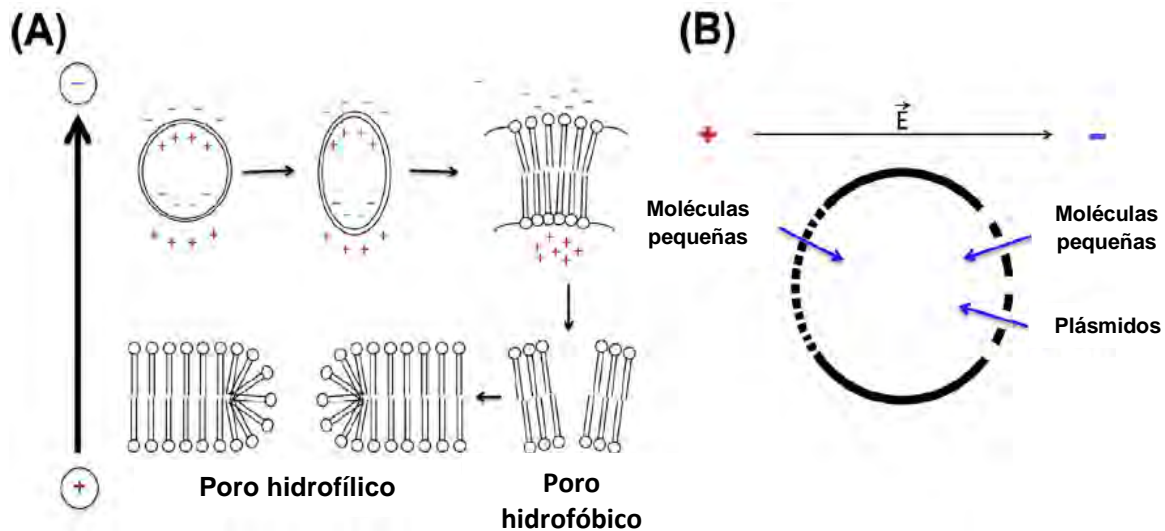 (A)
(B)
E
Moléculas
pequeñas
Moléculas
pequeñas
Plásmidos
Poro hidrofílico
Poro
hidrofóbico